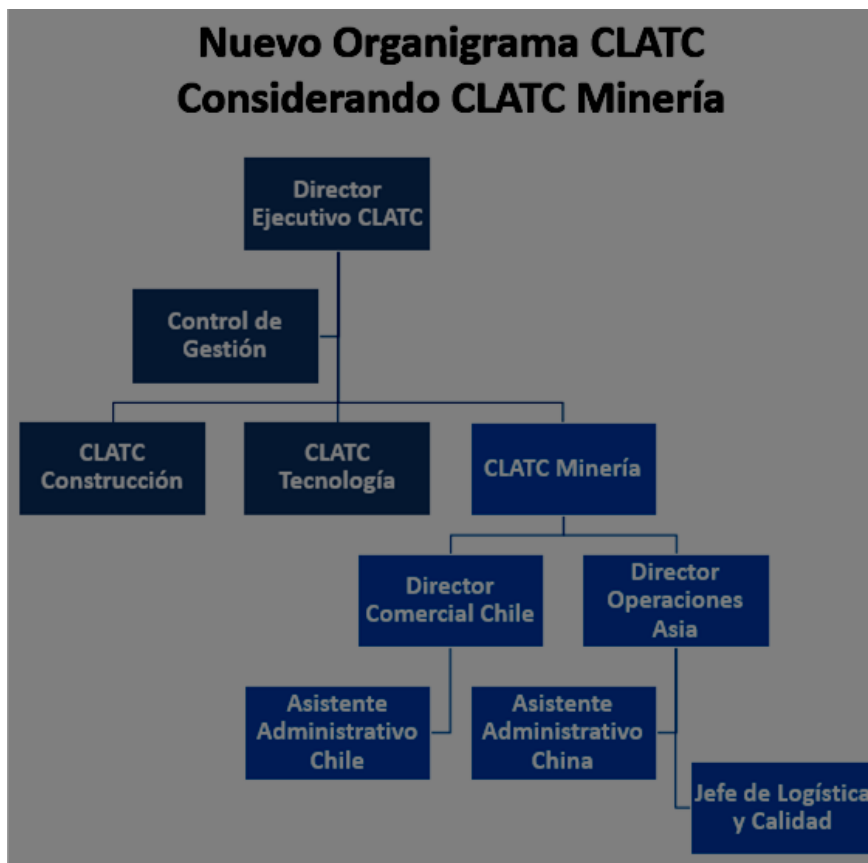 Nuevo Organigrama CLATC
Considerando CLATC Minería
Director
Ejecutivo CLATC
Control de
Gestión
CLATC
Construcción
CLATC
Tecnología
CLATC Minería
Director
Comercial Chile
Director
Operaciones
Asia
Asistente
Administrativo
Chile
Asistente
Administrativo
China
Jefe de Logística
y Calidad